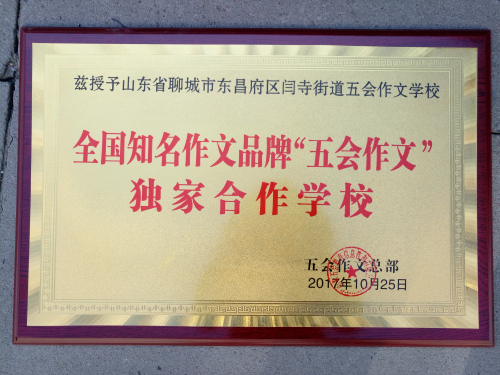 兹授予山东省聊城市东昌府区闫寺街道五会作文学校
全国知名作文品牌“五会作文”
独家合作学校
五会作文总部
2017年10月25日